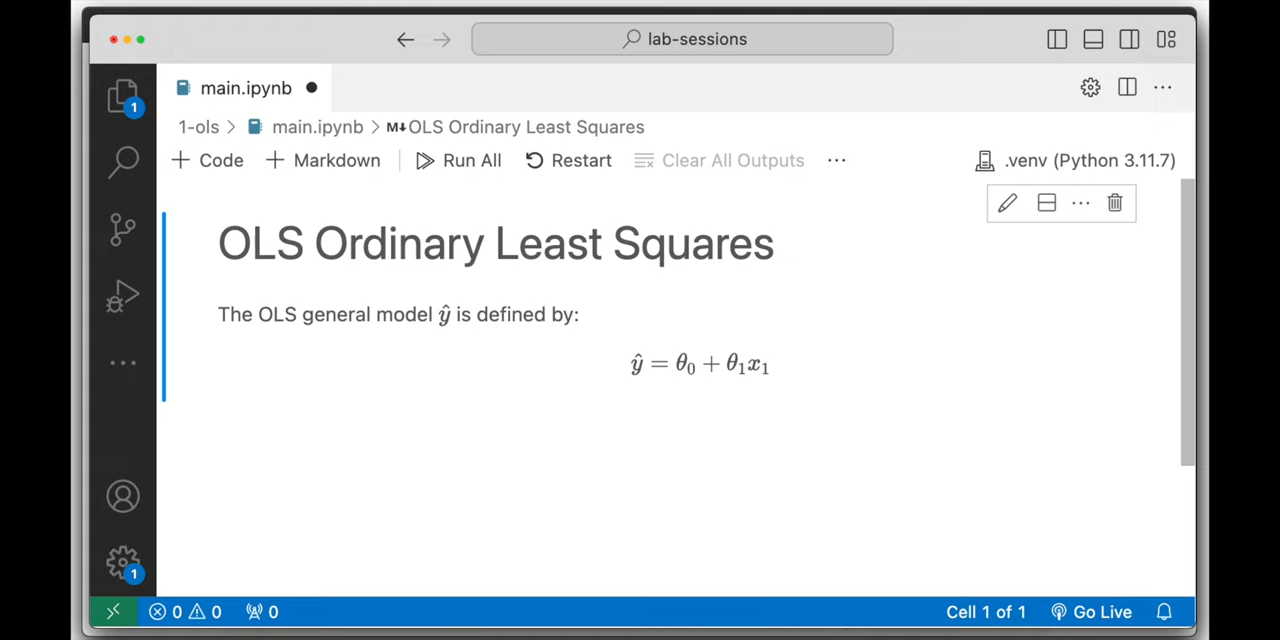 lab-sessions
main.ipynb
1-ols > main.ipynb > M↓OLS Ordinary Least Squares
+ Code + Markdown Run All Restart Clear All Outputs ... .venv (Python 3.11.7)
OLS Ordinary Least Squares
The OLS general model ŷ is defined by:
ŷ = θ₀ + θ₁x₁
1
1
0 0 0 Cell 1 of 1 Go Live